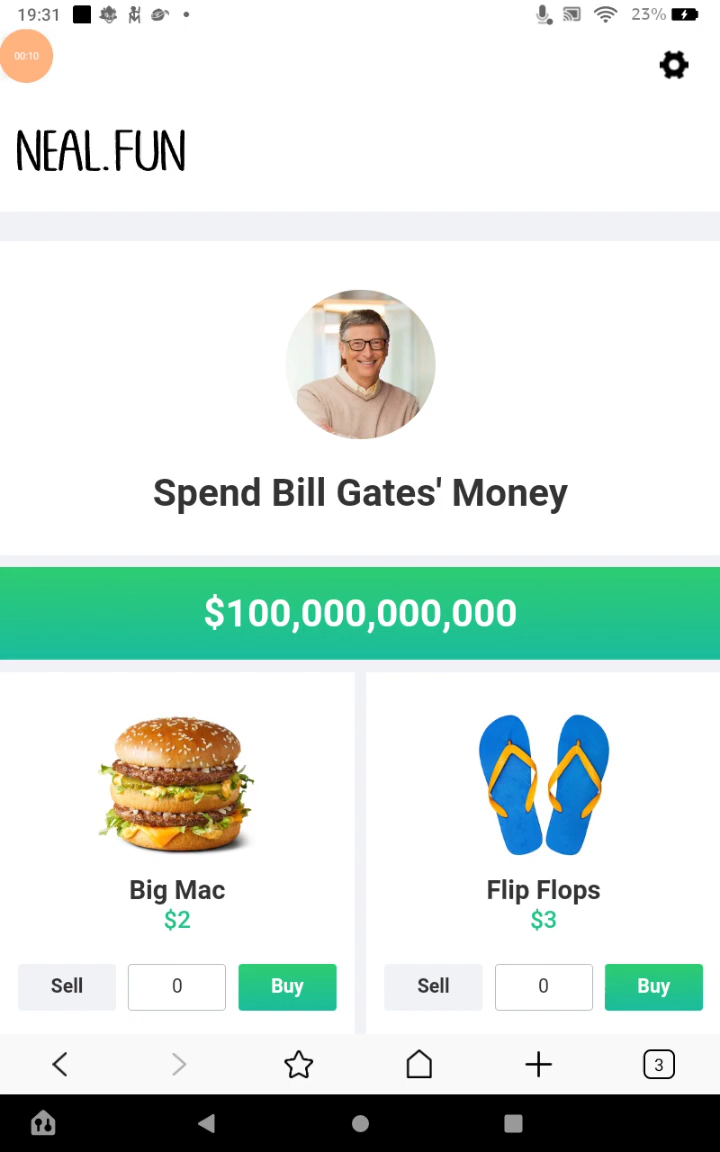 19:31
23%
00:10
NEAL.FUN
Spend Bill Gates' Money
$100,000,000,000
Big Mac
$2
Sell
0
Buy
Flip Flops
$3
Sell
0
Buy
3